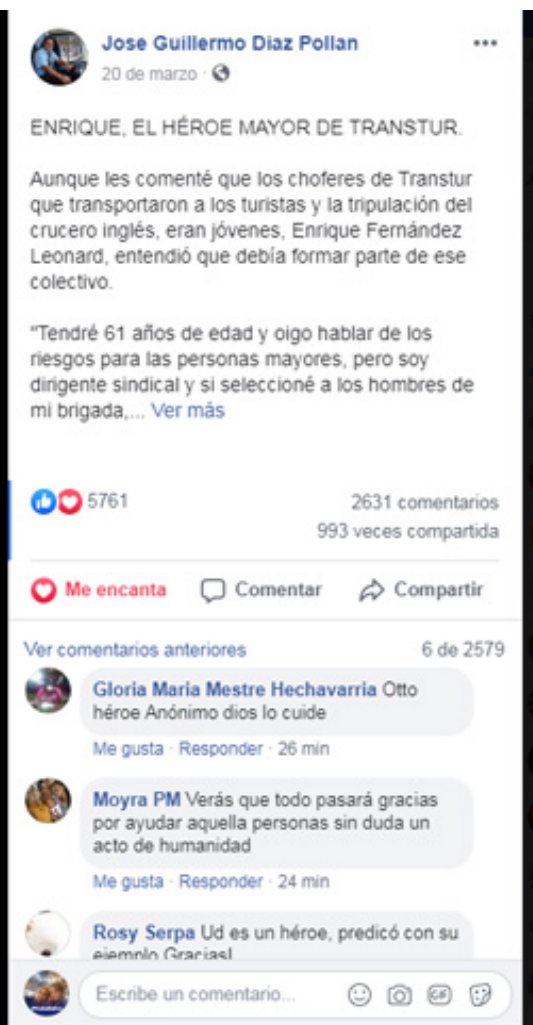 Jose Guillermo Diaz Pollan
20 de marzo ·
ENRIQUE, EL HÉROE MAYOR DE TRANSTUR.
Aunque les comenté que los choferes de Transtur
que transportaron a los turistas y la tripulación del
crucero inglés, eran jóvenes, Enrique Fernández
Leonard, entendió que debía formar parte de ese
colectivo.
"Tendré 61 años de edad y oigo hablar de los
riesgos para las personas mayores, pero soy
dirigente sindical y si seleccioné a los hombres de
mi brigada,... Ver más
5761
2631 comentarios
993 veces compartida
Me encanta Comentar Compartir
Ver comentarios anteriores 6 de 2579
Gloria Maria Mestre Hechavarria Otto
héroe Anónimo dios lo cuide
Me gusta · Responder · 26 min
Moyra PM Verás que todo pasará gracias
por ayudar aquella personas sin duda un
acto de humanidad
Me gusta · Responder · 24 min
Rosy Serpa Ud es un héroe, predicó con su
ejemplo Gracias!
Escribe un comentario... GIF